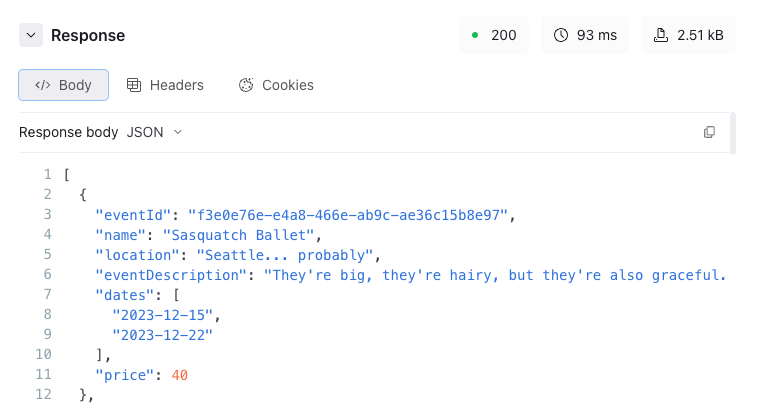 Response 200 93 ms 2.51 kB
</> Body Headers Cookies
Response body JSON
1 [
2 {
3 "eventId": "f3e0e76e-e4a8-466e-ab9c-ae36c15b8e97",
4 "name": "Sasquatch Ballet",
5 "location": "Seattle... probably",
6 "eventDescription": "They're big, they're hairy, but they're also graceful.
7 "dates": [
8 "2023-12-15",
9 "2023-12-22"
10 ],
11 "price": 40
12 },